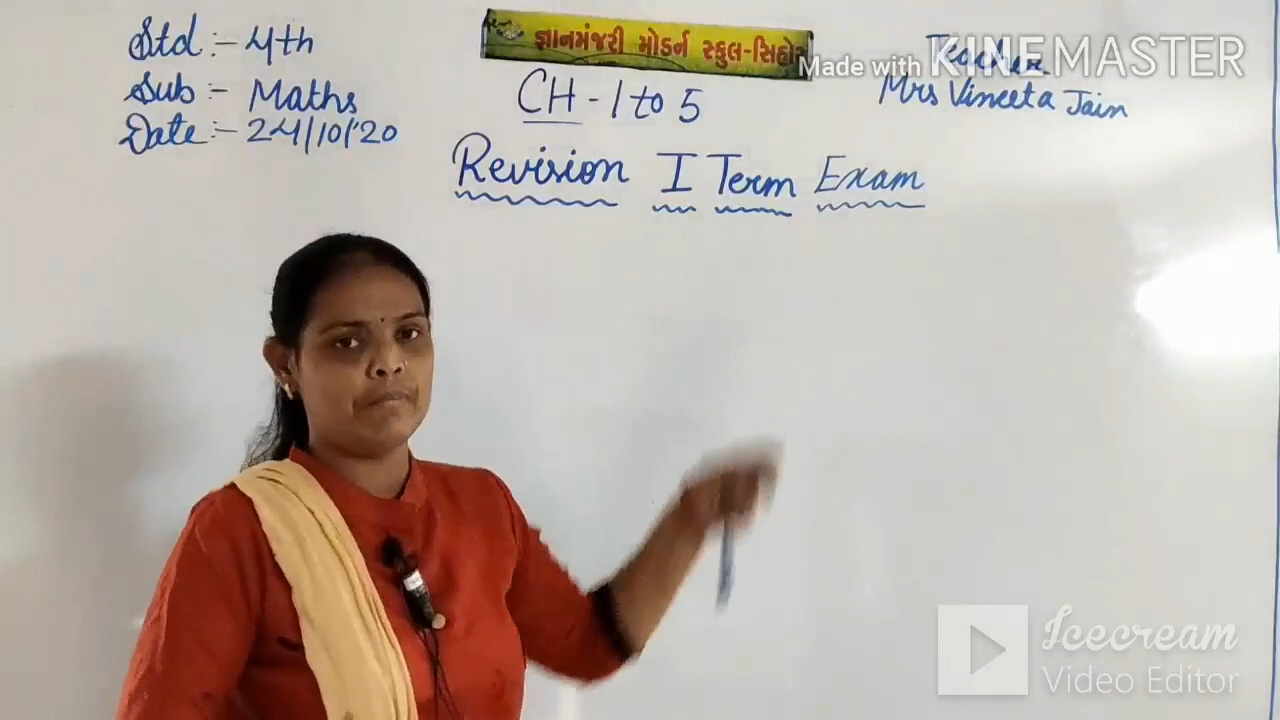 Std :- 4th
Sub :- Maths
Date :- 24/10/'20
જ્ઞાનમંજરી મોડર્ન સ્કુલ-સિહોર
CH - 1 to 5
Revision I Term Exam
Teacher
Mrs Vineeta Jain
Made with KINEMASTER
Icecream
Video Editor